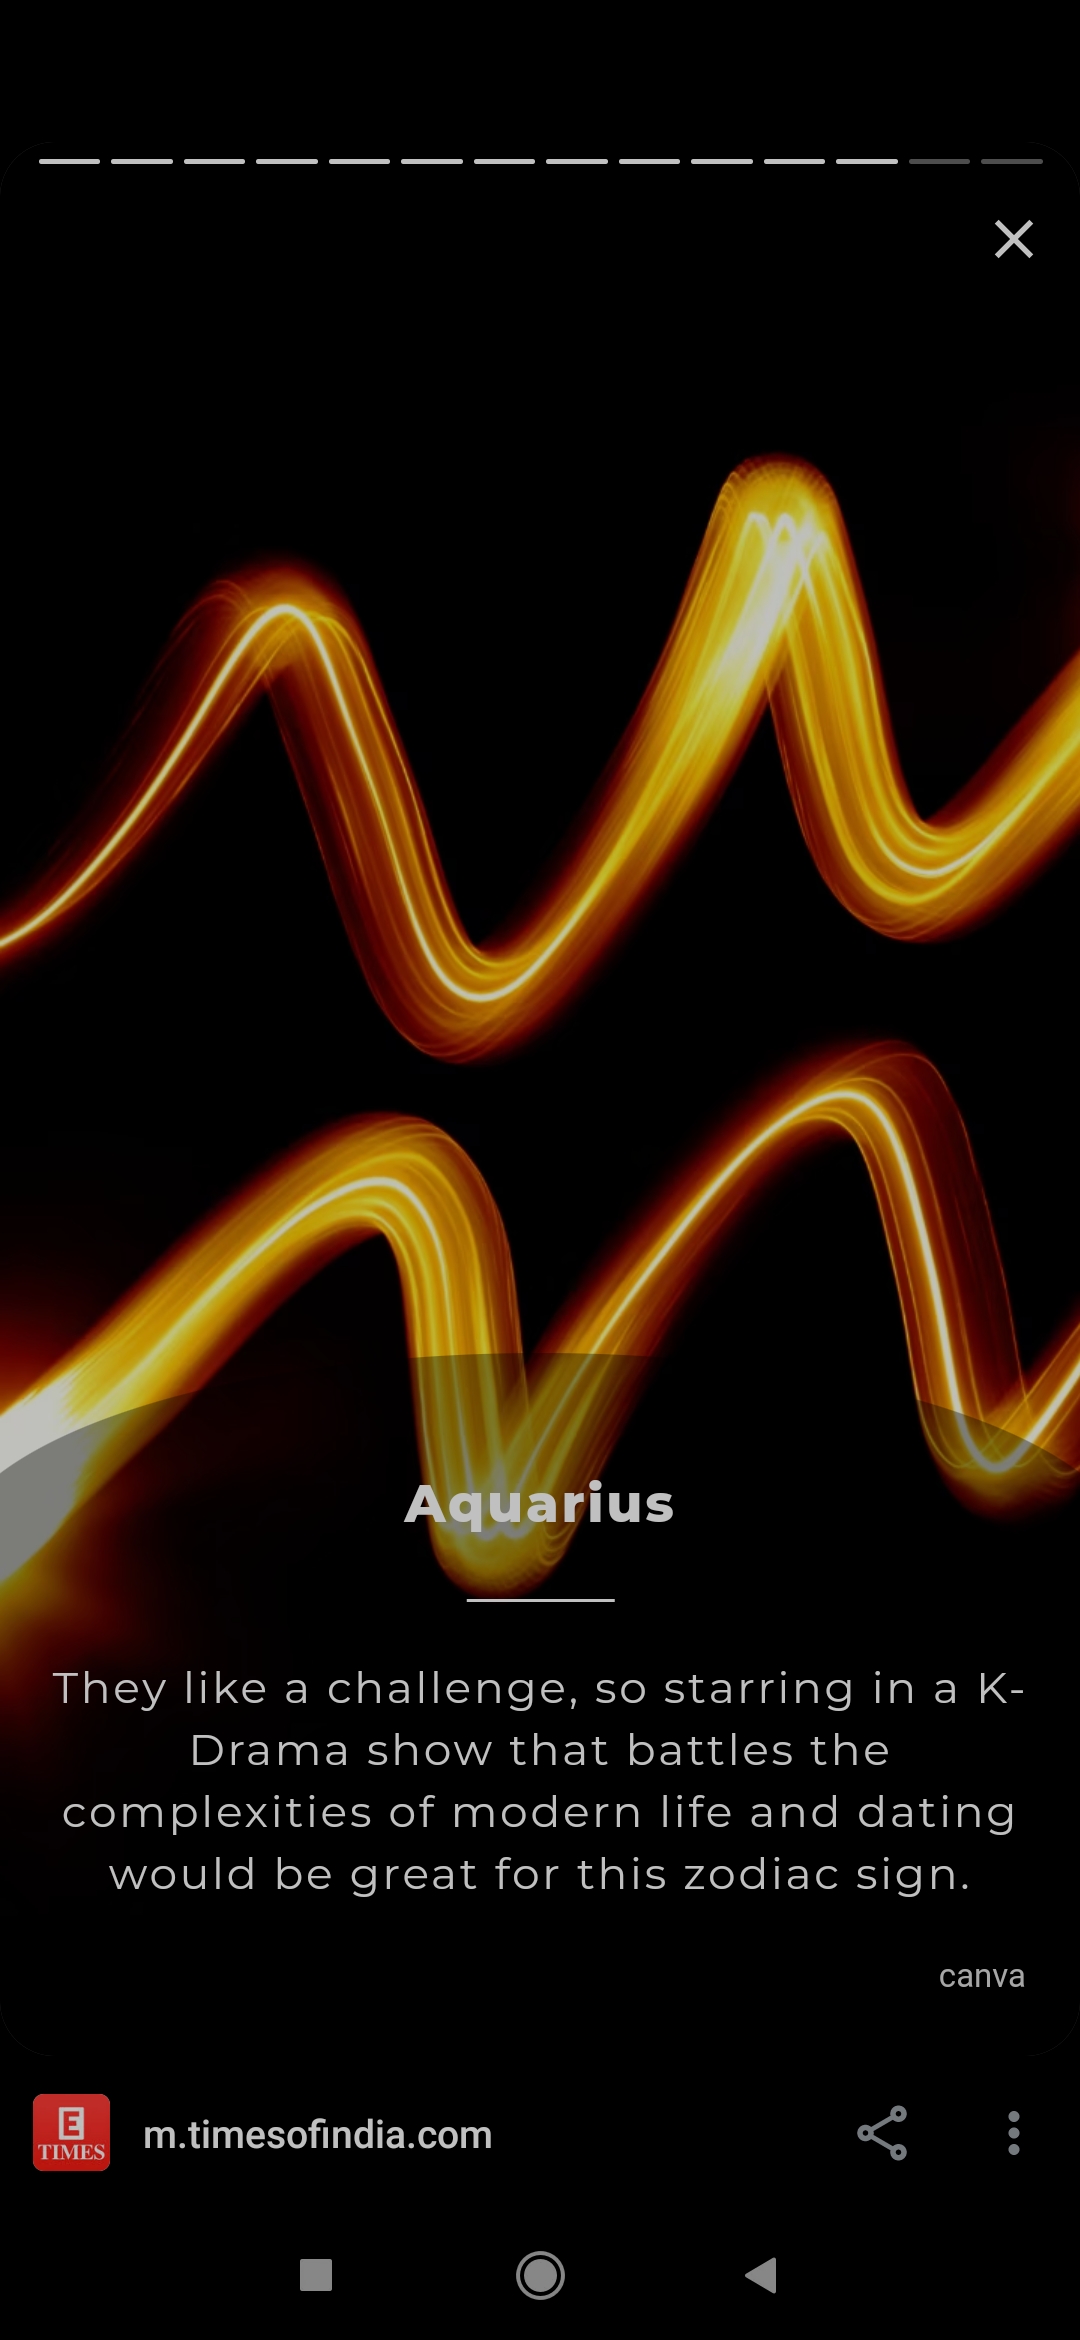 Aquarius
They like a challenge, so starring in a K-
Drama show that battles the
complexities of modern life and dating
would be great for this zodiac sign.
canva
E
TIMES
m.timesofindia.com